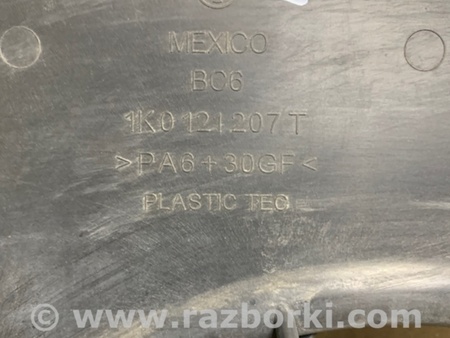 MEXICO
BC6
1K0 121 207 T
>PA6+30GF<
PLASTIC TEC
© www.razborki.com